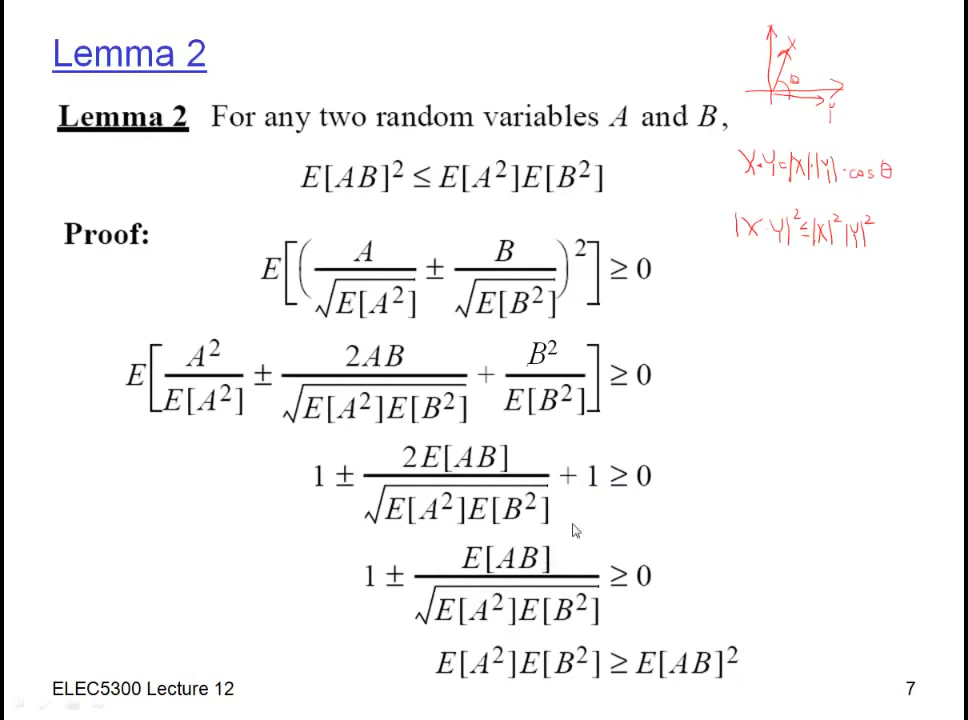 Lemma 2
Lemma 2 For any two random variables A and B,
E[AB]² ≤ E[A²]E[B²]
Proof:
E[(A/√E[A²] ± B/√E[B²])²] ≥ 0
E[A²/E[A²] ± 2AB/√E[A²]E[B²] + B²/E[B²]] ≥ 0
1 ± 2E[AB]/√E[A²]E[B²] + 1 ≥ 0
1 ± E[AB]/√E[A²]E[B²] ≥ 0
E[A²]E[B²] ≥ E[AB]²
X
θ
Y
X·Y=|X|·|Y|·cos θ
|X·Y|²≤|X|²|Y|²
ELEC5300 Lecture 12
7